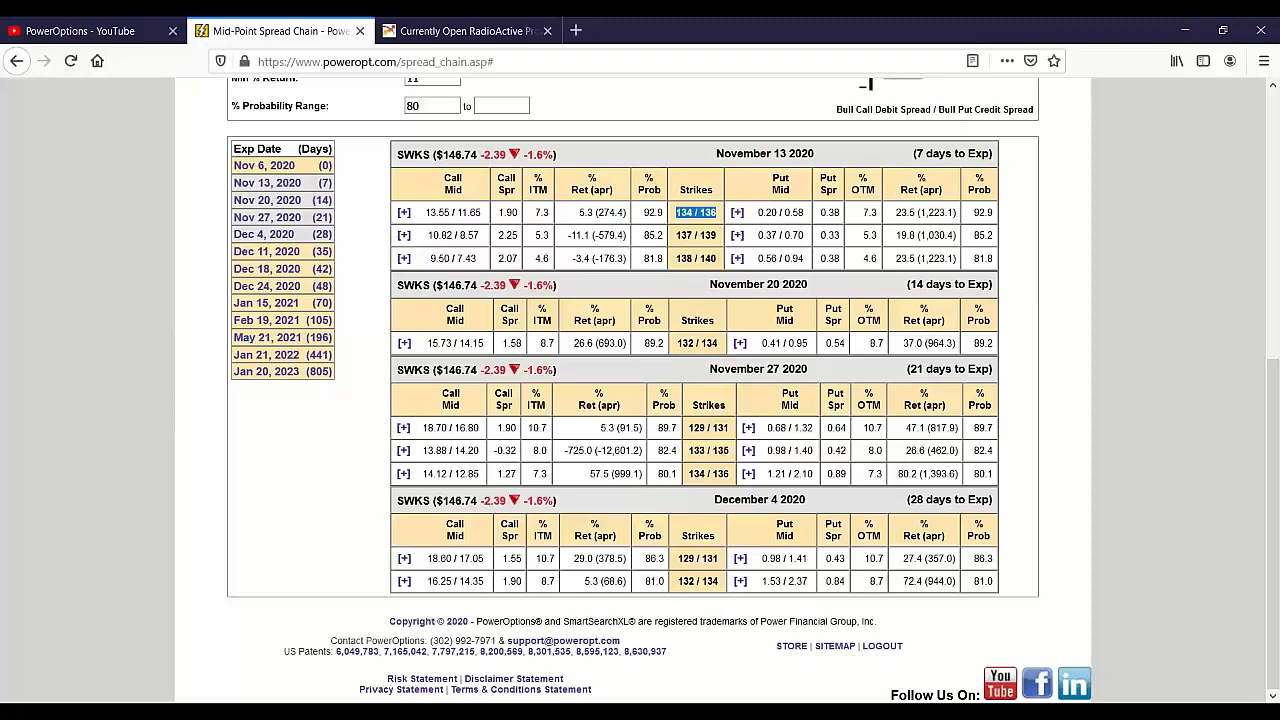 PowerOptions - YouTube
Mid-Point Spread Chain - Powe
Currently Open RadioActive Pr
https://www.poweropt.com/spread_chain.asp#
Min % Return: 11
% Probability Range: 80 to
Bull Call Debit Spread / Bull Put Credit Spread
Exp Date (Days)
Nov 6, 2020 (0)
Nov 13, 2020 (7)
Nov 20, 2020 (14)
Nov 27, 2020 (21)
Dec 4, 2020 (28)
Dec 11, 2020 (35)
Dec 18, 2020 (42)
Dec 24, 2020 (48)
Jan 15, 2021 (70)
Feb 19, 2021 (105)
May 21, 2021 (196)
Jan 21, 2022 (441)
Jan 20, 2023 (805)
SWKS ($146.74 -2.39 -1.6%) November 13 2020 (7 days to Exp)
Call Mid Call Spr % ITM % Ret (apr) % Prob Strikes Put Mid Put Spr % OTM % Ret (apr) % Prob
[+] 13.55 / 11.65 1.90 7.3 5.3 (274.4) 92.9 134 / 136 [+] 0.20 / 0.58 0.38 7.3 23.5 (1,223.1) 92.9
[+] 10.82 / 8.57 2.25 5.3 -11.1 (-579.4) 85.2 137 / 139 [+] 0.37 / 0.70 0.33 5.3 19.8 (1,030.4) 85.2
[+] 9.50 / 7.43 2.07 4.6 -3.4 (-176.3) 81.8 138 / 140 [+] 0.56 / 0.94 0.38 4.6 23.5 (1,223.1) 81.8
SWKS ($146.74 -2.39 -1.6%) November 20 2020 (14 days to Exp)
Call Mid Call Spr % ITM % Ret (apr) % Prob Strikes Put Mid Put Spr % OTM % Ret (apr) % Prob
[+] 15.73 / 14.15 1.58 8.7 26.6 (693.0) 89.2 132 / 134 [+] 0.41 / 0.95 0.54 8.7 37.0 (964.3) 89.2
SWKS ($146.74 -2.39 -1.6%) November 27 2020 (21 days to Exp)
Call Mid Call Spr % ITM % Ret (apr) % Prob Strikes Put Mid Put Spr % OTM % Ret (apr) % Prob
[+] 18.70 / 16.80 1.90 10.7 5.3 (91.5) 89.7 129 / 131 [+] 0.68 / 1.32 0.64 10.7 47.1 (817.9) 89.7
[+] 13.88 / 14.20 -0.32 8.0 -725.0 (-12,601.2) 82.4 133 / 135 [+] 0.98 / 1.40 0.42 8.0 26.6 (462.0) 82.4
[+] 14.12 / 12.85 1.27 7.3 57.5 (999.1) 80.1 134 / 136 [+] 1.21 / 2.10 0.89 7.3 80.2 (1,393.6) 80.1
SWKS ($146.74 -2.39 -1.6%) December 4 2020 (28 days to Exp)
Call Mid Call Spr % ITM % Ret (apr) % Prob Strikes Put Mid Put Spr % OTM % Ret (apr) % Prob
[+] 18.60 / 17.05 1.55 10.7 29.0 (378.5) 86.3 129 / 131 [+] 0.98 / 1.41 0.43 10.7 27.4 (357.0) 86.3
[+] 16.25 / 14.35 1.90 8.7 5.3 (68.6) 81.0 132 / 134 [+] 1.53 / 2.37 0.84 8.7 72.4 (944.0) 81.0
Copyright © 2020 - PowerOptions® and SmartSearchXL® are registered trademarks of Power Financial Group, Inc.
Contact PowerOptions: (302) 992-7971 & support@poweropt.com
US Patents: 6,049,783, 7,165,042, 7,797,215, 8,200,569, 8,301,535, 8,595,123, 8,630,937
STORE | SITEMAP | LOGOUT
Risk Statement | Disclaimer Statement
Privacy Statement | Terms & Conditions Statement
Follow Us On: You Tube f in